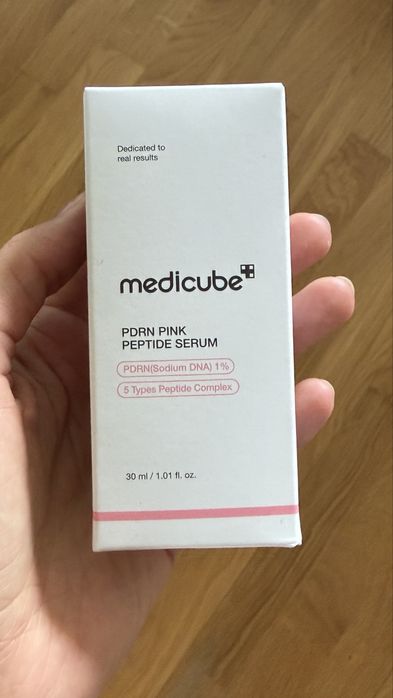 Dedicated to
real results
medicube
PDRN PINK
PEPTIDE SERUM
PDRN(Sodium DNA) 1%
5 Types Peptide Complex
30 ml / 1.01 fl. oz.